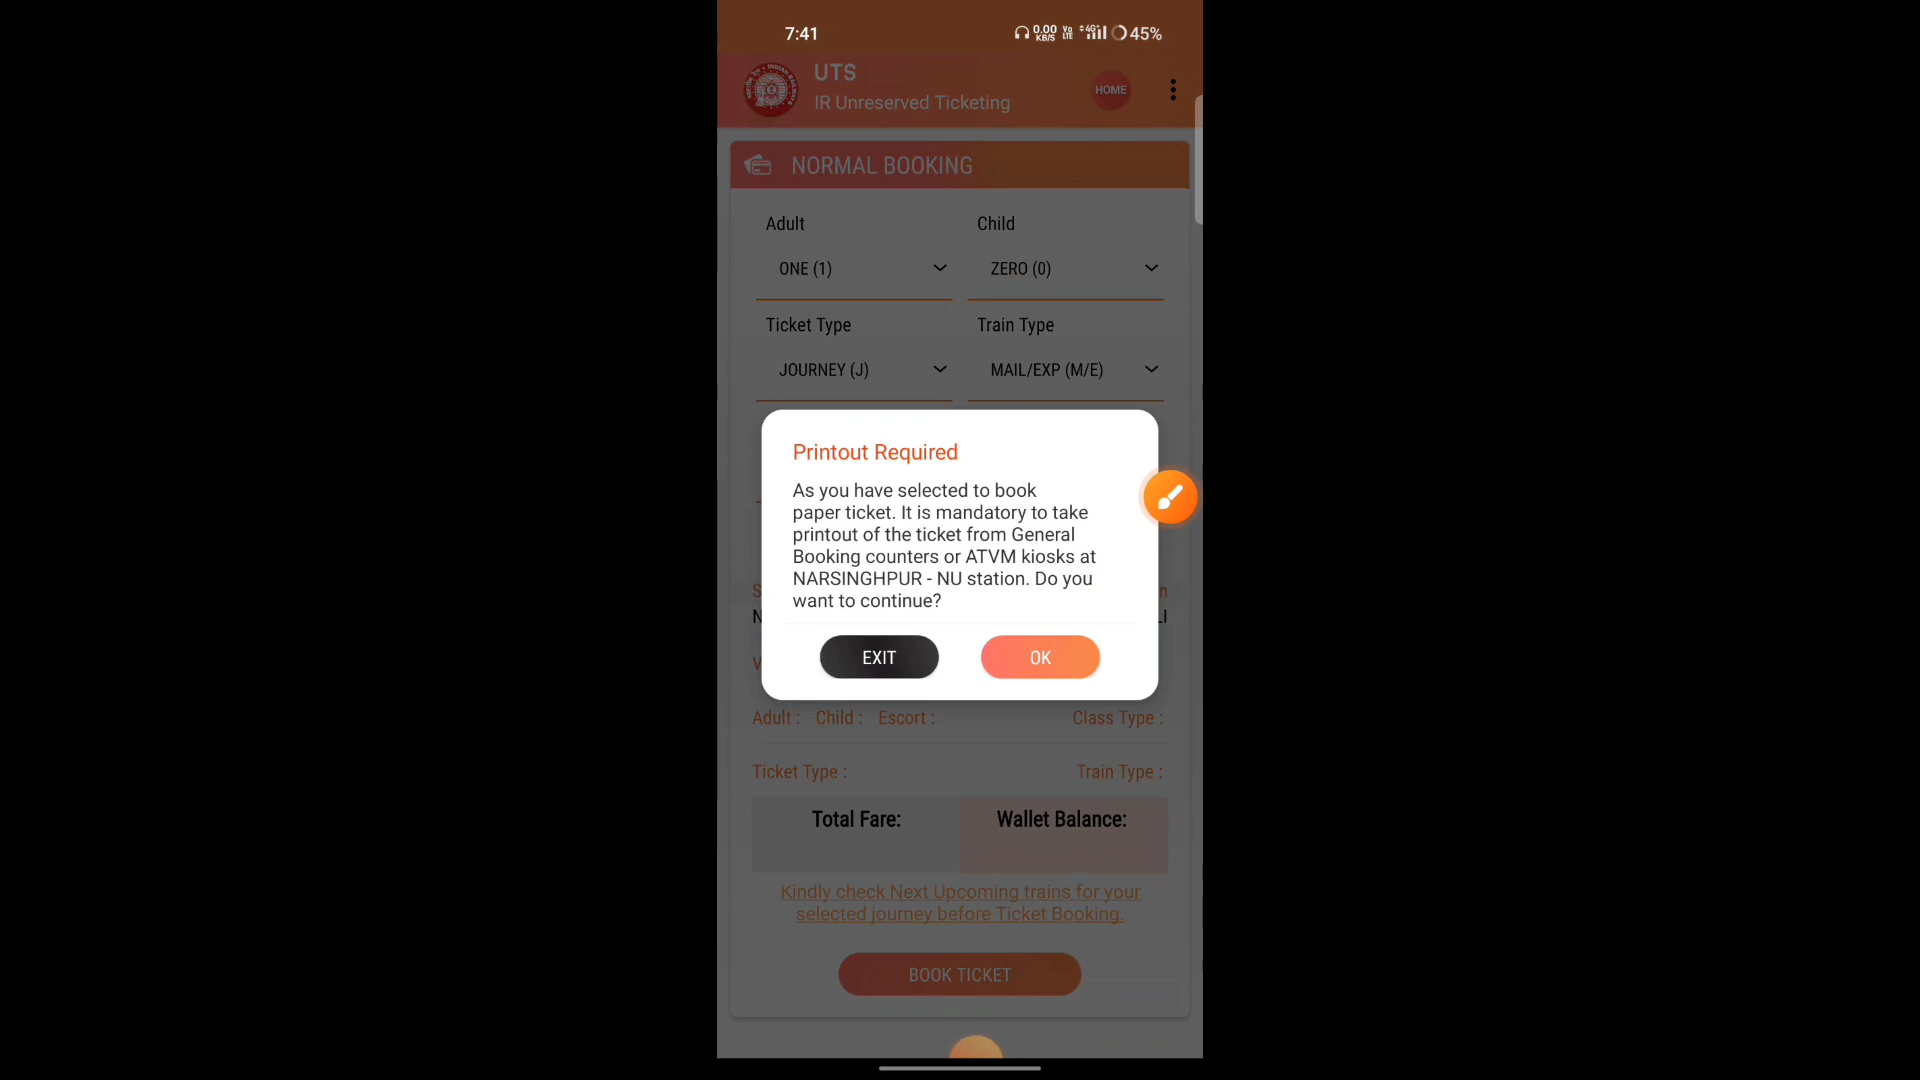 7:41
0.00 KB/S Vo LTE 4G+ 45%
UTS
IR Unreserved Ticketing
HOME
NORMAL BOOKING
Adult Child
ONE (1) ZERO (0)
Ticket Type Train Type
JOURNEY (J) MAIL/EXP (M/E)
Printout Required
As you have selected to book
paper ticket. It is mandatory to take
printout of the ticket from General
Booking counters or ATVM kiosks at
NARSINGHPUR - NU station. Do you
want to continue?
EXIT OK
Adult : Child : Escort : Class Type :
Ticket Type : Train Type :
Total Fare: Wallet Balance:
Kindly check Next Upcoming trains for your
selected journey before Ticket Booking.
BOOK TICKET